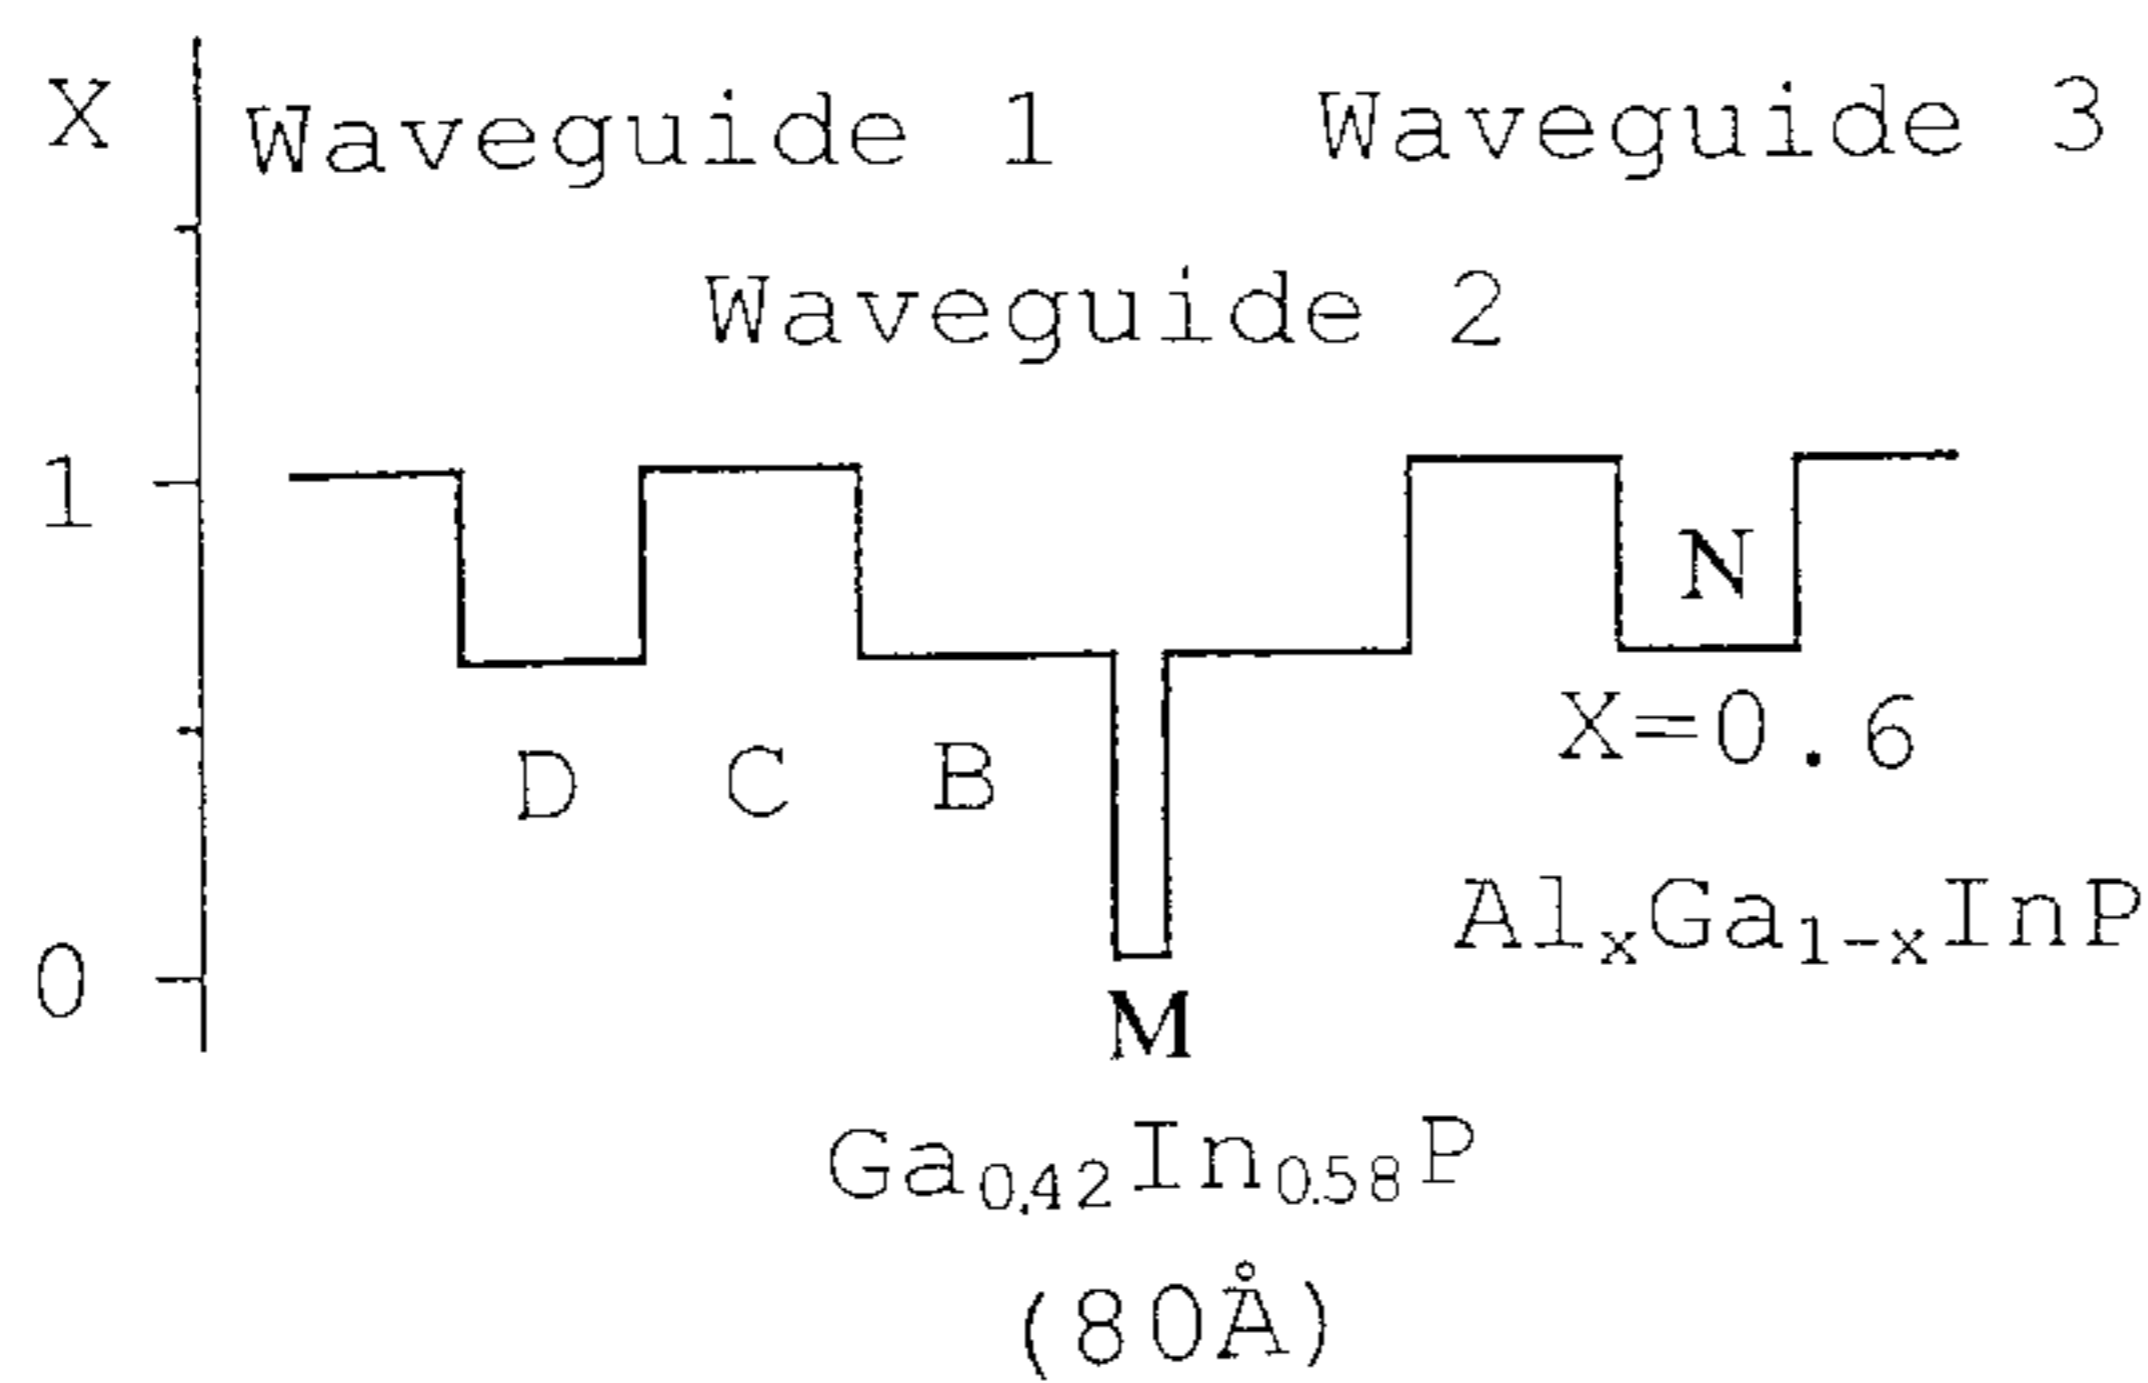 X
Waveguide 1
Waveguide 3
Waveguide 2
1
N
X=0.6
D
C
B
AlxGa1-xInP
0
M
Ga0.42In0.58P
(80Å)